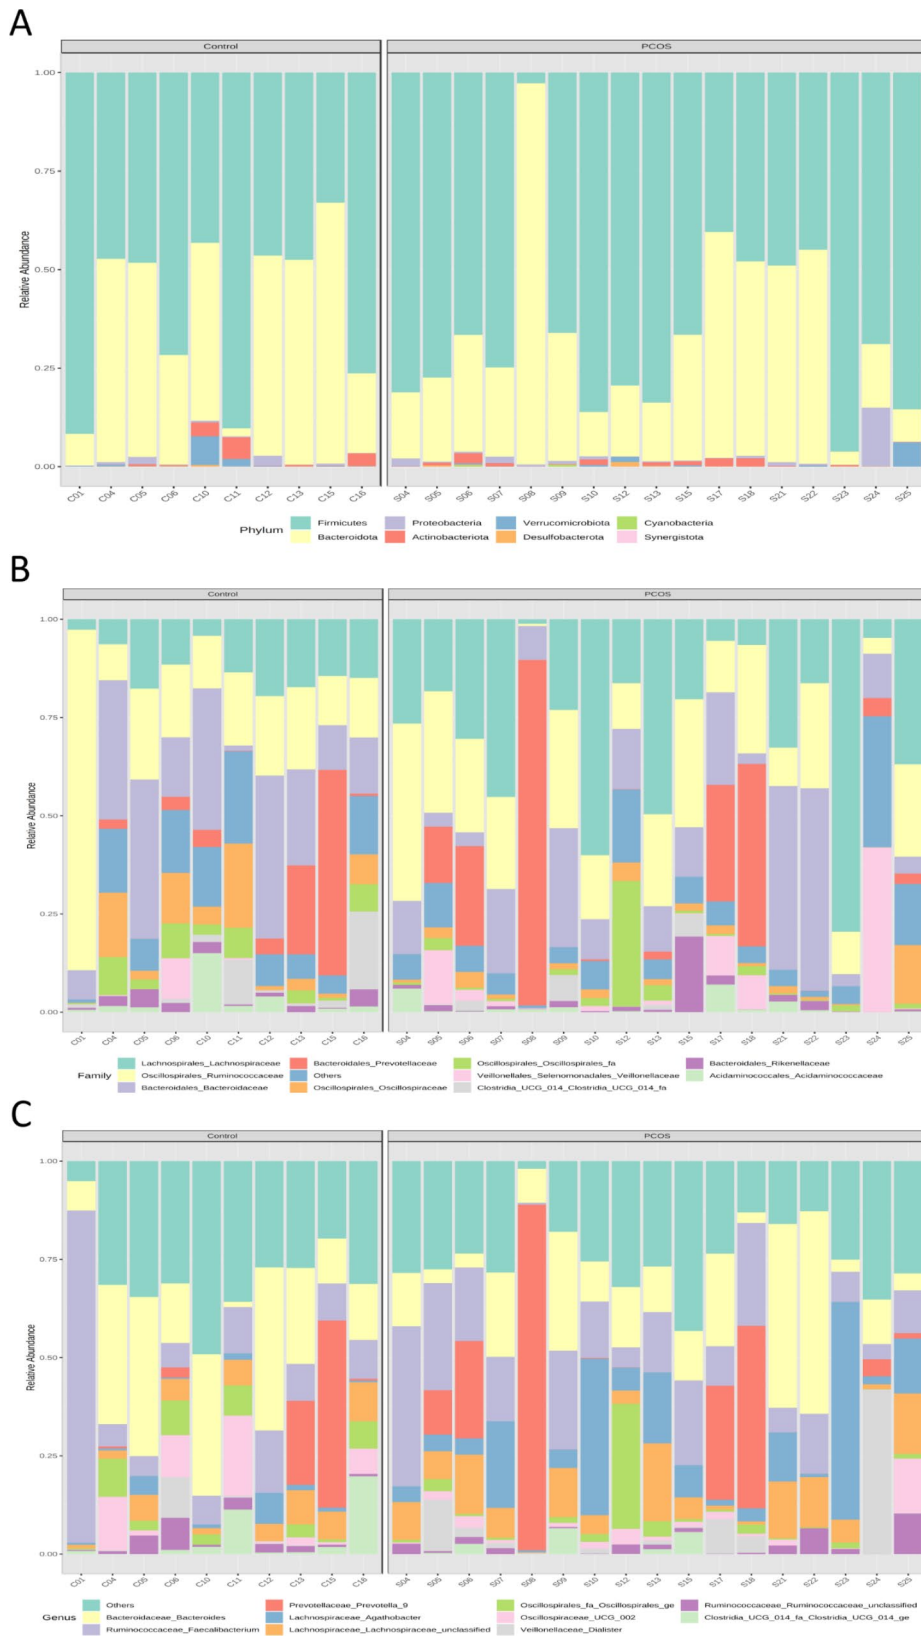 A
Control PCOS
1.00
0.75
0.50
0.25
0.00
Relative Abundance
C01 C04 C05 C06 C10 C11 C12 C13 C15 C16 S04 S05 S06 S07 S08 S09 S10 S12 S13 S15 S17 S18 S21 S22 S23 S24 S25
Phylum Firmicutes Proteobacteria Verrucomicrobiota Cyanobacteria
Bacteroidota Actinobacteriota Desulfobacterota Synergistota
B
Control PCOS
1.00
0.75
0.50
0.25
0.00
Relative Abundance
C01 C04 C05 C06 C10 C11 C12 C13 C15 C16 S04 S05 S06 S07 S08 S09 S10 S12 S13 S15 S17 S18 S21 S22 S23 S24 S25
Lachnospirales_Lachnospiraceae Bacteroidales_Prevotellaceae Oscillospirales_Oscillospirales_fa Bacteroidales_Rikenellaceae
Family Oscillospirales_Ruminococcaceae Others Veillonellales_Selenomonadales_Veillonellaceae Acidaminococcales_Acidaminococcaceae
Bacteroidales_Bacteroidaceae Oscillospirales_Oscillospiraceae Clostridia_UCG_014_Clostridia_UCG_014_fa
C
Control PCOS
1.00
0.75
0.50
0.25
0.00
Relative Abundance
C01 C04 C05 C06 C10 C11 C12 C13 C15 C16 S04 S05 S06 S07 S08 S09 S10 S12 S13 S15 S17 S18 S21 S22 S23 S24 S25
Others Prevotellaceae_Prevotella_9 Oscillospirales_fa_Oscillospirales_ge Ruminococcaceae_Ruminococcaceae_unclassified
Genus Bacteroidaceae_Bacteroides Lachnospiraceae_Agathobacter Oscillospiraceae_UCG_002 Clostridia_UCG_014_fa_Clostridia_UCG_014_ge
Ruminococcaceae_Faecalibacterium Lachnospiraceae_Lachnospiraceae_unclassified Veillonellaceae_Dialister